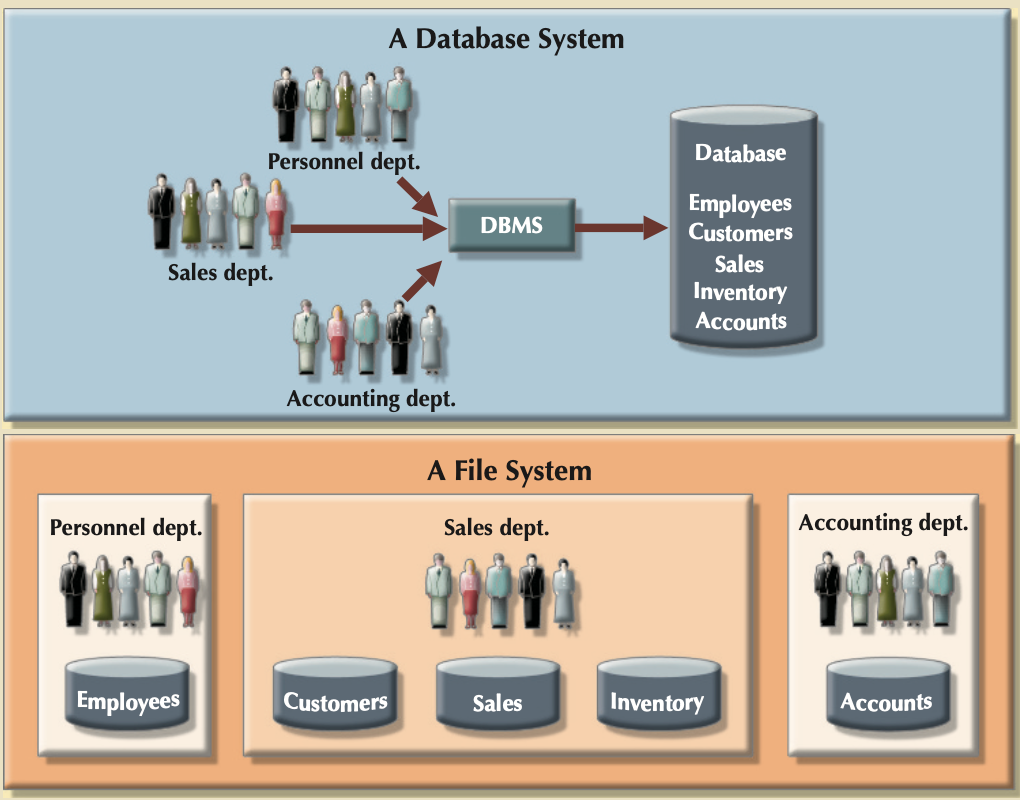 A Database System
Personnel dept.
Sales dept.
Accounting dept.
DBMS
Database
Employees
Customers
Sales
Inventory
Accounts
A File System
Personnel dept.
Employees
Sales dept.
Customers
Sales
Inventory
Accounting dept.
Accounts